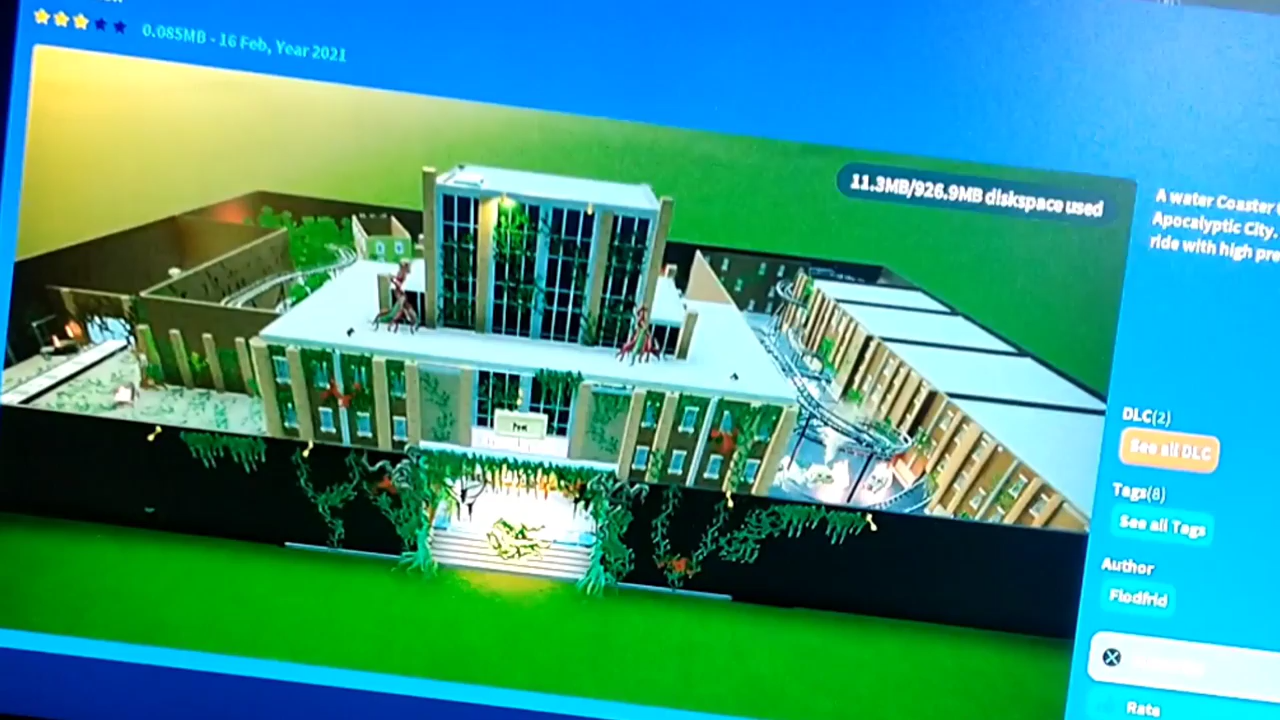 0.085MB - 16 Feb, Year 2021
11.3MB/926.9MB diskspace used
A water Coaster
Apocalyptic City.
ride with high
DLC(2)
See all DLC
Tags(8)
See all Tags
Author
Flodfrid
Rate